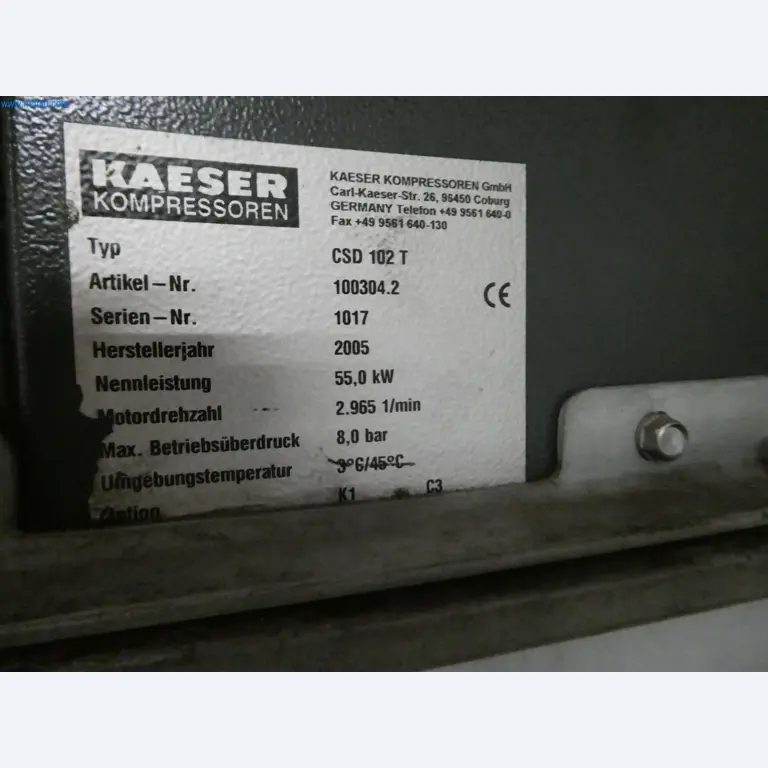 KAESER
KOMPRESSOREN
KAESER KOMPRESSOREN GmbH
Carl-Kaeser-Str. 26, 96450 Coburg
GERMANY Telefon +49 9561 640-0
Fax +49 9561 640-130
Typ CSD 102 T
Artikel-Nr. 100304.2
CE
Serien-Nr. 1017
Herstellerjahr 2005
Nennleistung 55,0 kW
Motordrehzahl 2.965 1/min
Max. Betriebsüberdruck 8,0 bar
Umgebungstemperatur 3°C/45°C
Option K1 C3